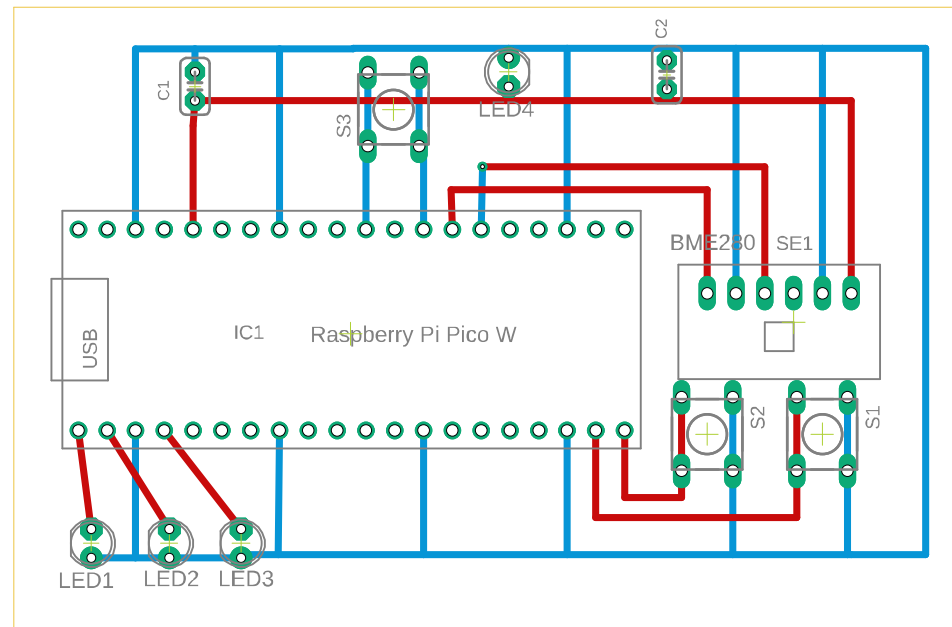 C2
C1
LED4
S3
BME280
SE1
USB
IC1
Raspberry Pi Pico W
S2
S1
LED1
LED2
LED3